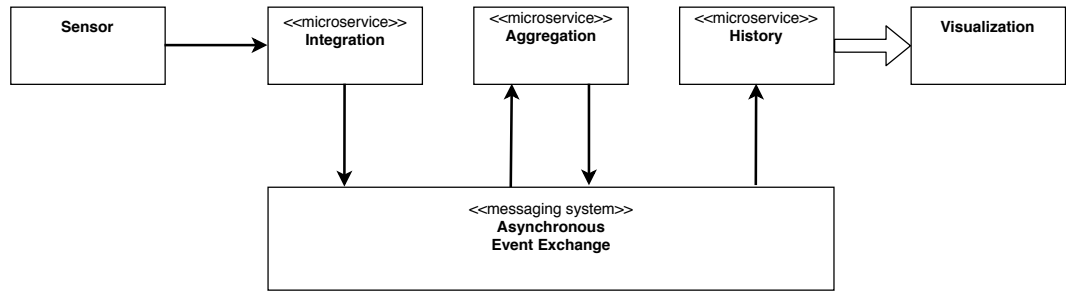 Sensor
<<microservice>>
Integration
<<microservice>>
Aggregation
<<microservice>>
History
Visualization
<<messaging system>>
Asynchronous
Event Exchange